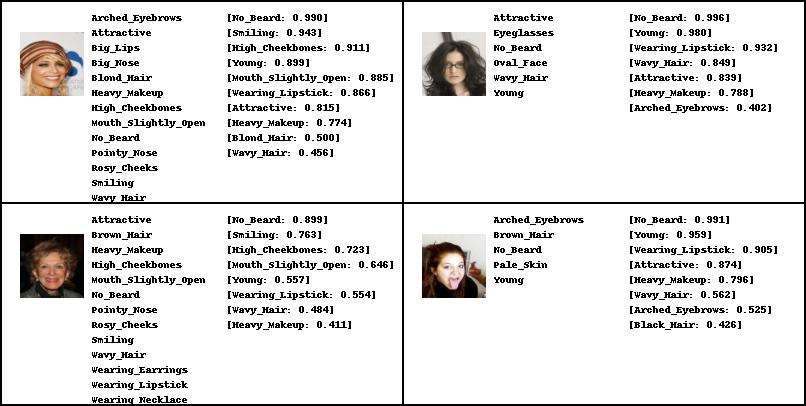 Arched_Eyebrows [No_Beard: 0.990]
Attractive [Smiling: 0.943]
Big_Lips [High_Cheekbones: 0.911]
Big_Nose [Young: 0.899]
Blond_Hair [Mouth_Slightly_Open: 0.885]
Heavy_Makeup [Wearing_Lipstick: 0.866]
High_Cheekbones [Attractive: 0.815]
Mouth_Slightly_Open [Heavy_Makeup: 0.774]
No_Beard [Blond_Hair: 0.500]
Pointy_Nose [Wavy_Hair: 0.456]
Rosy_Cheeks
Smiling
Wavy_Hair
Attractive [No_Beard: 0.996]
Eyeglasses [Young: 0.980]
No_Beard [Wearing_Lipstick: 0.932]
Oval_Face [Wavy_Hair: 0.849]
Wavy_Hair [Attractive: 0.839]
Young [Heavy_Makeup: 0.788]
[Arched_Eyebrows: 0.402]
Attractive [No_Beard: 0.899]
Brown_Hair [Smiling: 0.763]
Heavy_Makeup [High_Cheekbones: 0.723]
High_Cheekbones [Mouth_Slightly_Open: 0.646]
Mouth_Slightly_Open [Young: 0.557]
No_Beard [Wearing_Lipstick: 0.554]
Pointy_Nose [Wavy_Hair: 0.484]
Rosy_Cheeks [Heavy_Makeup: 0.411]
Smiling
Wavy_Hair
Wearing_Earrings
Wearing_Lipstick
Wearing_Necklace
Arched_Eyebrows [No_Beard: 0.991]
Brown_Hair [Young: 0.959]
No_Beard [Wearing_Lipstick: 0.905]
Pale_Skin [Attractive: 0.874]
Young [Heavy_Makeup: 0.796]
[Wavy_Hair: 0.562]
[Arched_Eyebrows: 0.525]
[Black_Hair: 0.426]